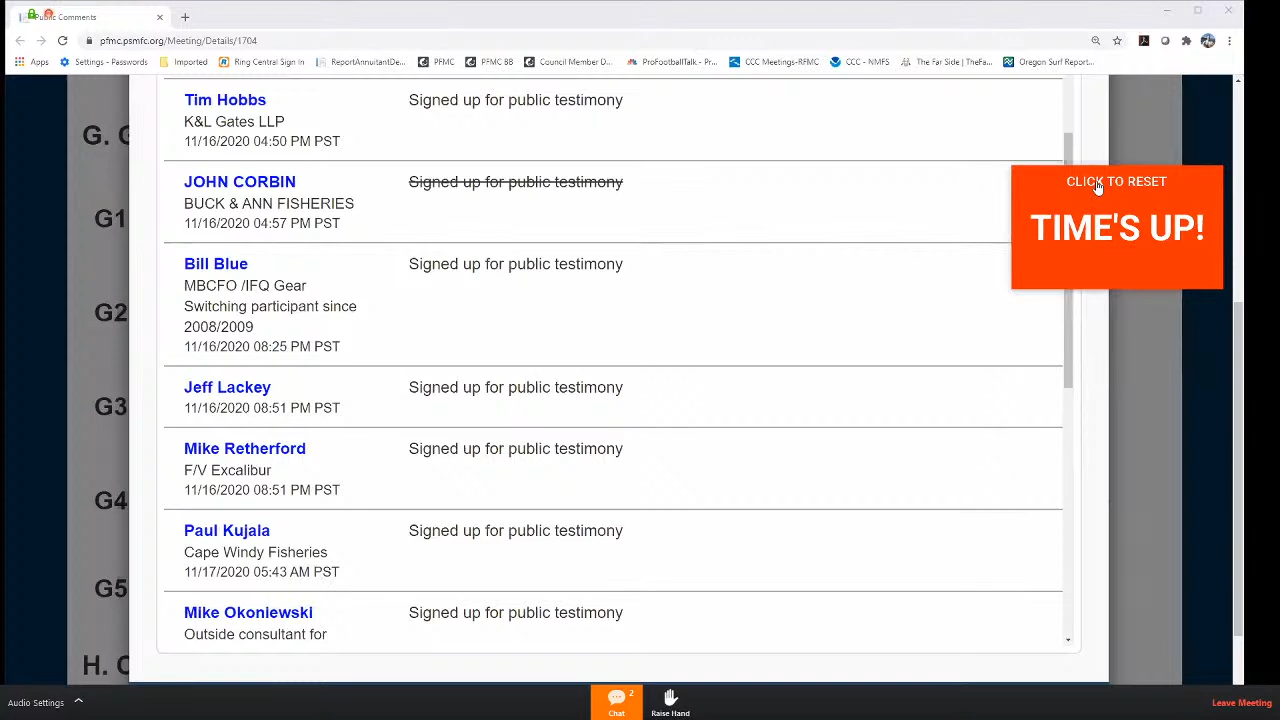 Public Comments
pfmc.psmfc.org/Meeting/Details/1704
Apps Settings - Passwords Imported Ring Central Sign in ReportAnnuitantDe... PFMC PFMC BB Council Member D... ProFootballTalk - Pr... CCC Meetings-RFMC CCC - NMFS The Far Side | TheFa... Oregon Surf Report...
G. G
G1
G2
G3
G4
G5
H. C
Tim Hobbs Signed up for public testimony
K&L Gates LLP
11/16/2020 04:50 PM PST
JOHN CORBIN Signed up for public testimony
BUCK & ANN FISHERIES
11/16/2020 04:57 PM PST
Bill Blue Signed up for public testimony
MBCFO /IFQ Gear
Switching participant since
2008/2009
11/16/2020 08:25 PM PST
Jeff Lackey Signed up for public testimony
11/16/2020 08:51 PM PST
Mike Retherford Signed up for public testimony
F/V Excalibur
11/16/2020 08:51 PM PST
Paul Kujala Signed up for public testimony
Cape Windy Fisheries
11/17/2020 05:43 AM PST
Mike Okoniewski Signed up for public testimony
Outside consultant for
CLICK TO RESET
TIME'S UP!
Audio Settings
2
Chat
Raise Hand
Leave Meeting